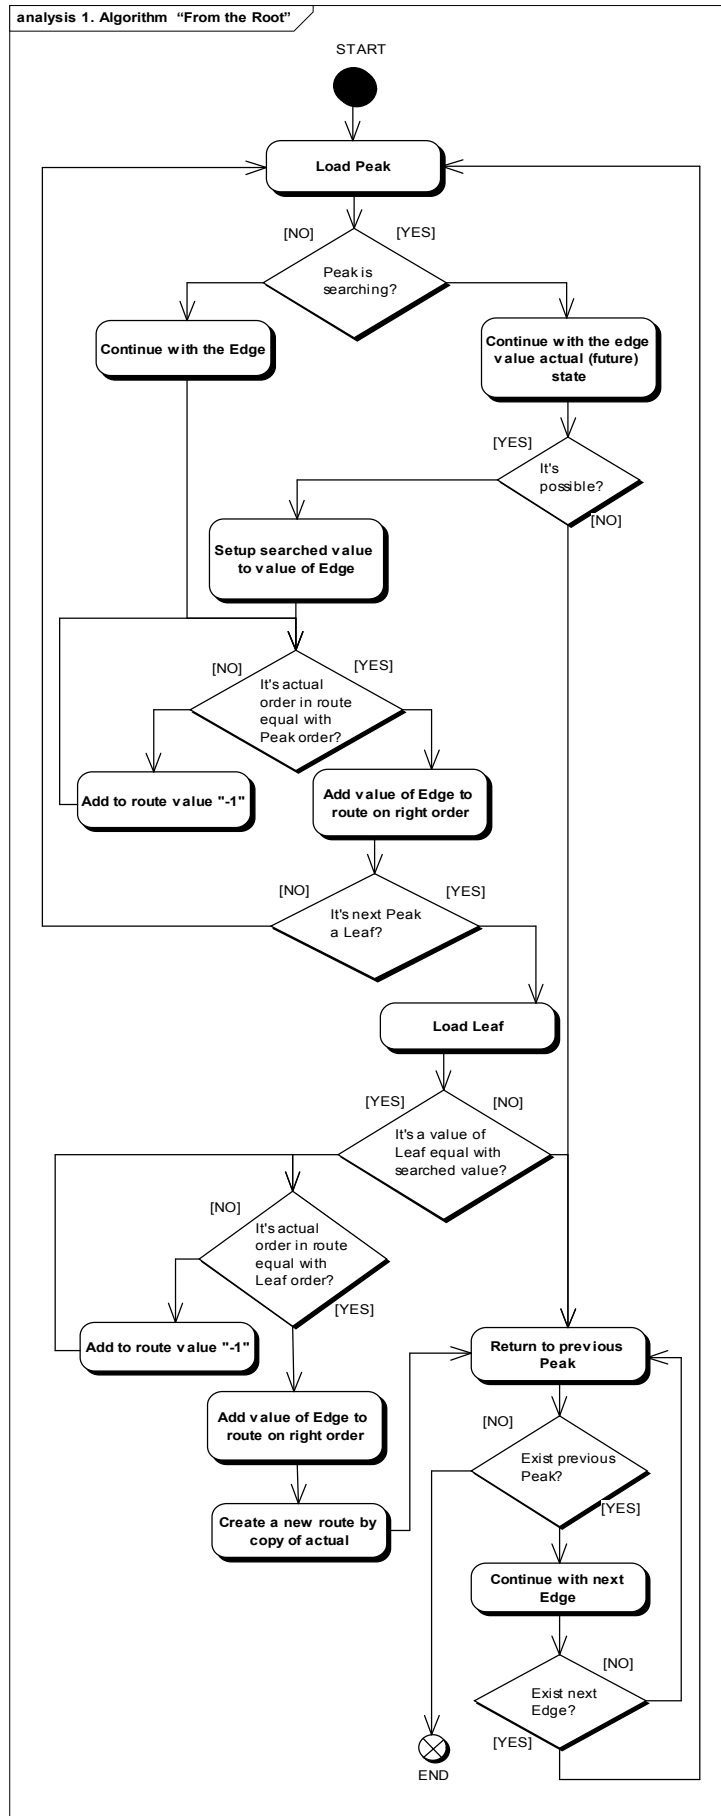 analysis 1. Algorithm “From the Root”
START
Load Peak
[NO]
[YES]
Peak is
searching?
Continue with the Edge
Continue with the edge
value actual (future)
state
[YES]
It's
possible?
[NO]
Setup searched value
to value of Edge
[NO]
[YES]
It's actual
order in route
equal with
Peak order?
Add to route value "-1"
Add value of Edge to
route on right order
[NO]
[YES]
It's next Peak
a Leaf?
Load Leaf
[YES]
[NO]
It's a value of
Leaf equal with
searched value?
[NO]
It's actual
order in route
equal with
Leaf order?
[YES]
Add to route value "-1"
Return to previous
Peak
Add value of Edge to
route on right order
[NO]
Exist previous
Peak?
[YES]
Create a new route by
copy of actual
Continue with next
Edge
[NO]
Exist next
Edge?
[YES]
END